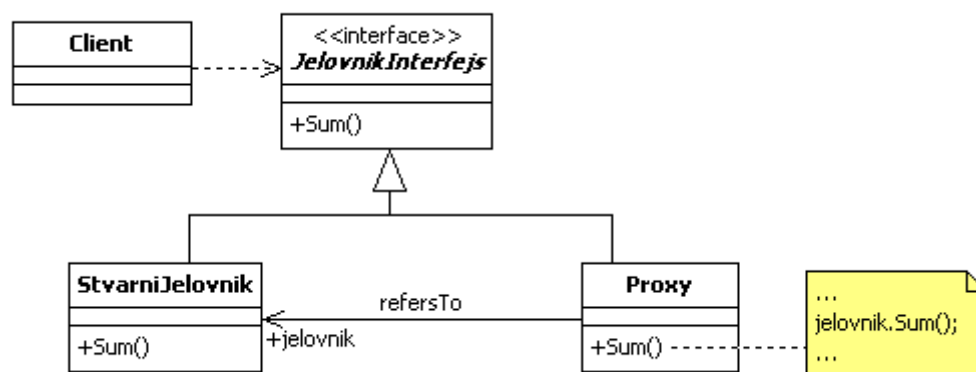 Client
<<interface>>
JelovnikInterfejs
+Sum()
StvarniJelovnik
+Sum()
refersTo
+jelovnik
Proxy
+Sum()
...
jelovnik.Sum();
...